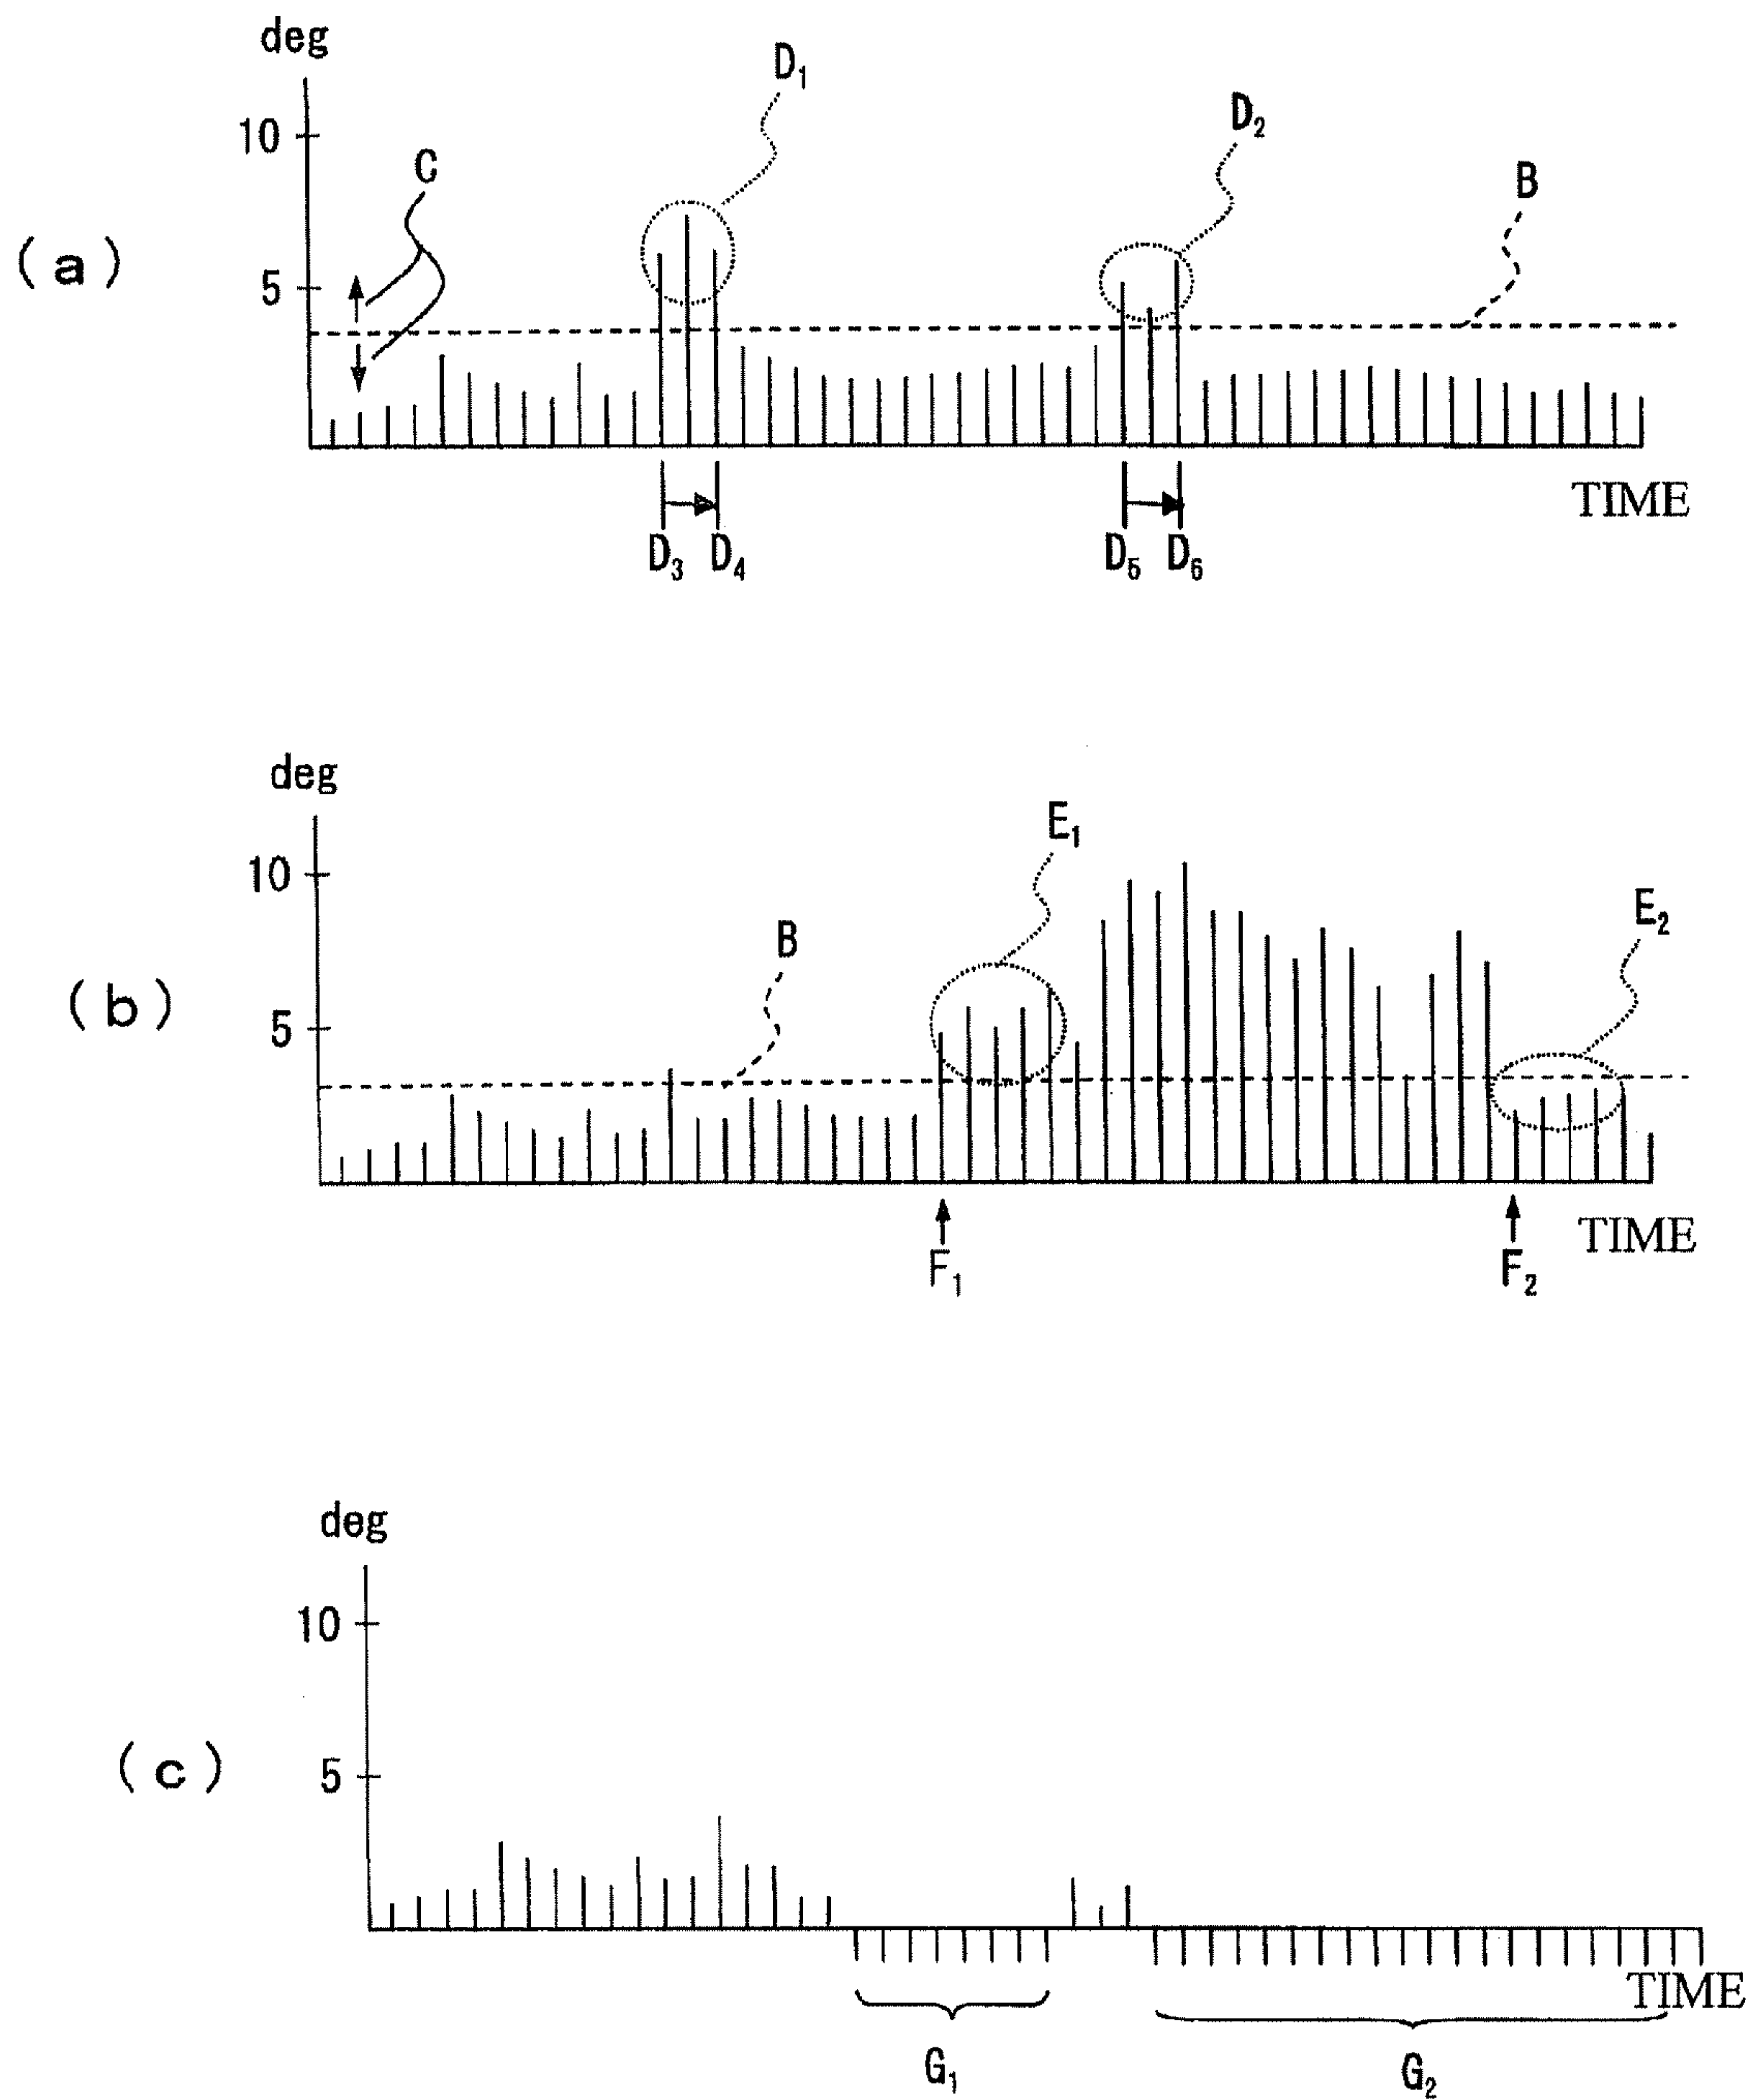 deg
D₁
10
D₂
C
B
(a)
5
TIME
D₃ D₄ D₅ D₆
deg
E₁
10
E₂
B
(b)
5
TIME
F₁ F₂
deg
10
(c)
5
TIME
G₁ G₂